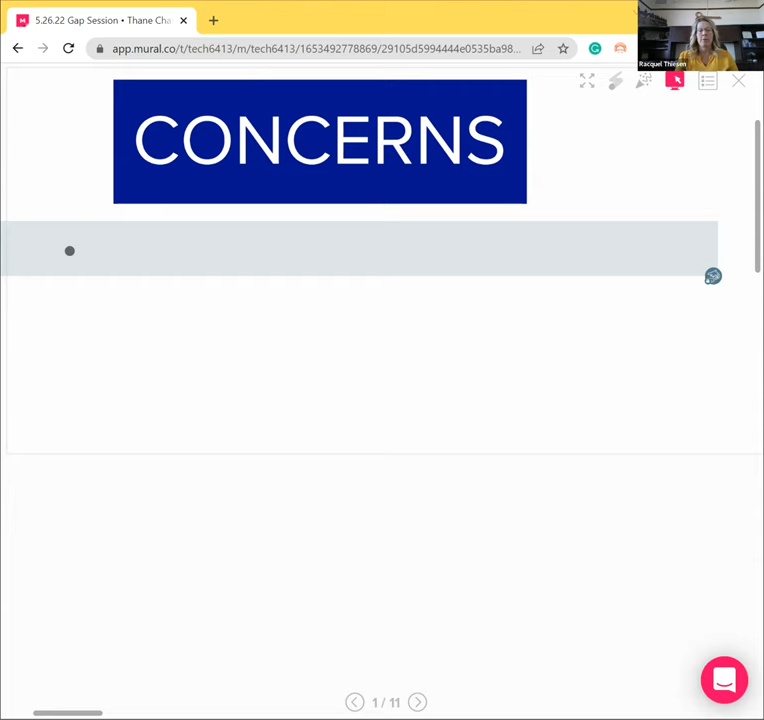 5.26.22 Gap Session • Thane Cha
app.mural.co/t/tech6413/m/tech6413/1653492778869/29105d5994444e0535ba98...
Racquel Thiesen
CONCERNS
1 / 11